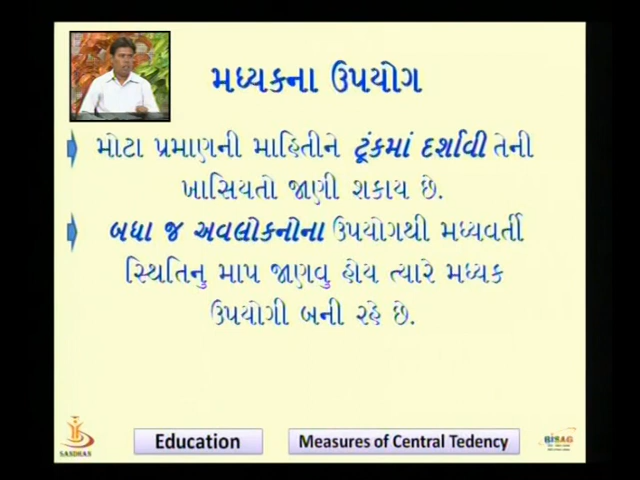 મધ્યકના ઉપયોગ
મોટા પ્રમાણની માહિતીને ટૂંકમાં દર્શાવી તેની
ખાસિયતો જાણી શકાય છે.
બધા જ અવલોકનોના ઉપયોગથી મધ્યવર્તી
સ્થિતિનુ માપ જાણવુ હોય ત્યારે મધ્યક
ઉપયોગી બની રહે છે.
SANDHAN
Education
Measures of Central Tedency
BISAG